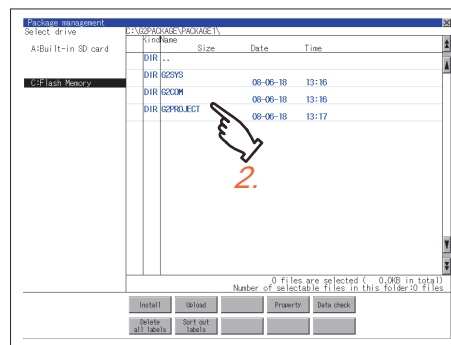 Package management
Select drive
C:\G2PACKAGE\PACKAGE1\
Kind Name
Size Date Time
A:Built-in SD card
DIR ..
DIR G2SYS
08-06-18 13:16
C:Flash Memory
DIR G2COM
08-06-18 13:16
DIR G2PROJECT
08-06-18 13:17
2.
0 files are selected ( 0.0KB in total)
Number of selectable files in this folder:0 files
Install Upload Property Data check
Delete all labels Sort out labels